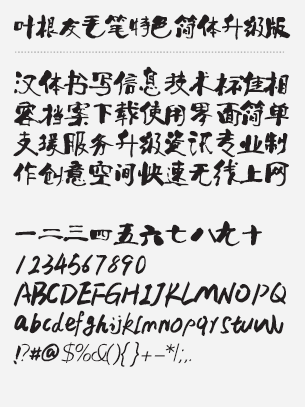 叶根友毛笔特色简体升级版
汉体书写信息技术标准相
容档案下载使用界面简单
支援服务升级资讯专业制
作创意空间快速无线上网
一二三四五六七八九十
1234567890
ABCDEFGHIJKLMNOPQ
abcdefghijklmnopqrstuvw
!?#@$%&(){}+-*/;,.